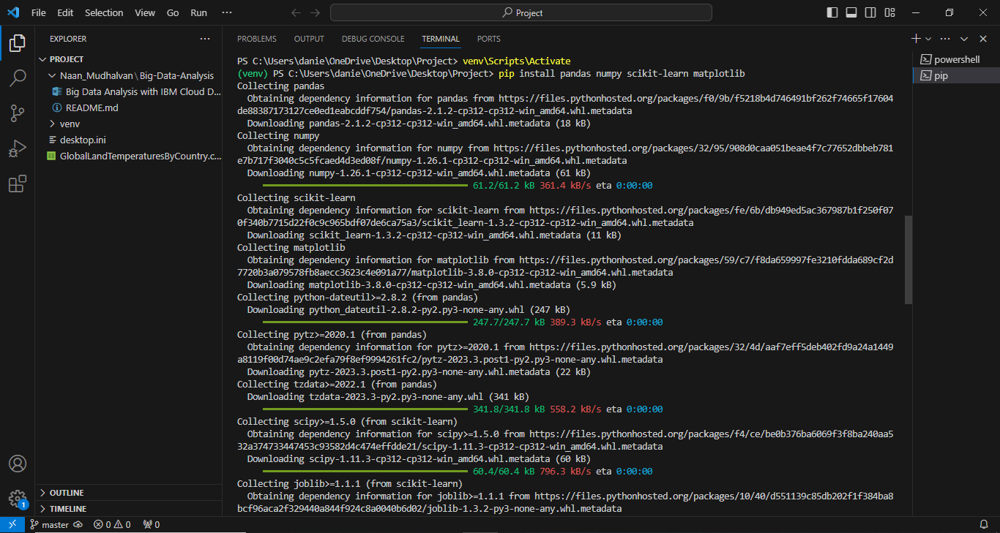 File Edit Selection View Go Run ··· Project
EXPLORER ···
PROJECT
Naan_Mudhalvan\Big-Data-Analysis
Big Data Analysis with IBM Cloud D...
README.md
venv
desktop.ini
GlobalLandTemperaturesByCountry.c...
OUTLINE
TIMELINE
PROBLEMS OUTPUT DEBUG CONSOLE TERMINAL PORTS
PS C:\Users\danie\OneDrive\Desktop\Project> venv\Scripts\Activate
(venv) PS C:\Users\danie\OneDrive\Desktop\Project> pip install pandas numpy scikit-learn matplotlib
Collecting pandas
Obtaining dependency information for pandas from https://files.pythonhosted.org/packages/f0/9b/f5218b4d746491bf262f74665f17604
de88387173127ce0ed1eabcddf754/pandas-2.1.2-cp312-cp312-win_amd64.whl.metadata
Downloading pandas-2.1.2-cp312-cp312-win_amd64.whl.metadata (18 kB)
Collecting numpy
Obtaining dependency information for numpy from https://files.pythonhosted.org/packages/32/95/908d0caa051beae4f7c77652dbbeb781
e7b717f3040c5c5fcaed4d3ed08f/numpy-1.26.1-cp312-cp312-win_amd64.whl.metadata
Downloading numpy-1.26.1-cp312-cp312-win_amd64.whl.metadata (61 kB)
61.2/61.2 kB 361.4 kB/s eta 0:00:00
Collecting scikit-learn
Obtaining dependency information for scikit-learn from https://files.pythonhosted.org/packages/fe/6b/db949ed5ac367987b1f250f07
0f340b7715d22f0c9c965bdf07de6ca75a3/scikit_learn-1.3.2-cp312-cp312-win_amd64.whl.metadata
Downloading scikit_learn-1.3.2-cp312-cp312-win_amd64.whl.metadata (11 kB)
Collecting matplotlib
Obtaining dependency information for matplotlib from https://files.pythonhosted.org/packages/59/c7/f8da659997fe3210fdda689cf2d
7720b3a079578fb8aecc3623c4e091a77/matplotlib-3.8.0-cp312-cp312-win_amd64.whl.metadata
Downloading matplotlib-3.8.0-cp312-cp312-win_amd64.whl.metadata (5.9 kB)
Collecting python-dateutil>=2.8.2 (from pandas)
Downloading python_dateutil-2.8.2-py2.py3-none-any.whl (247 kB)
247.7/247.7 kB 389.3 kB/s eta 0:00:00
Collecting pytz>=2020.1 (from pandas)
Obtaining dependency information for pytz>=2020.1 from https://files.pythonhosted.org/packages/32/4d/aaf7eff5deb402fd9a24a1449
a8119f00d74ae9c2efa79f8ef9994261fc2/pytz-2023.3.post1-py2.py3-none-any.whl.metadata
Downloading pytz-2023.3.post1-py2.py3-none-any.whl.metadata (22 kB)
Collecting tzdata>=2022.1 (from pandas)
Downloading tzdata-2023.3-py2.py3-none-any.whl (341 kB)
341.8/341.8 kB 558.2 kB/s eta 0:00:00
Collecting scipy>=1.5.0 (from scikit-learn)
Obtaining dependency information for scipy>=1.5.0 from https://files.pythonhosted.org/packages/f4/ce/be0b376ba6069f3f8ba240aa5
32a374733447453c93582d4c474effdde21/scipy-1.11.3-cp312-cp312-win_amd64.whl.metadata
Downloading scipy-1.11.3-cp312-cp312-win_amd64.whl.metadata (60 kB)
60.4/60.4 kB 796.3 kB/s eta 0:00:00
Collecting joblib>=1.1.1 (from scikit-learn)
Obtaining dependency information for joblib>=1.1.1 from https://files.pythonhosted.org/packages/10/40/d551139c85db202f1f384ba8
bcf96aca2f329440a844f924c8a0040b6d02/joblib-1.3.2-py3-none-any.whl.metadata
powershell
pip
1
master 0 0 0